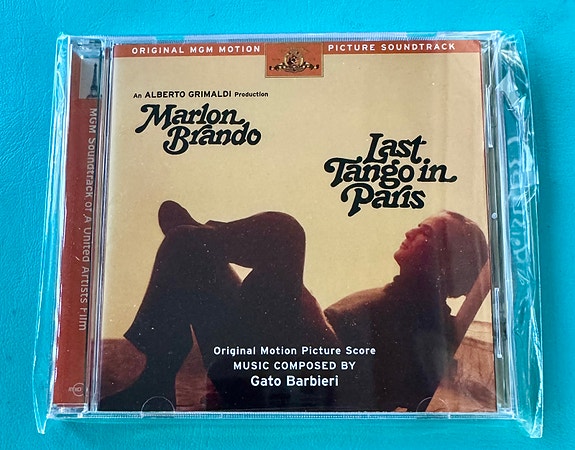 ORIGINAL MGM MOTION PICTURE SOUNDTRACK
An ALBERTO GRIMALDI Production
Marlon
Brando
Last
Tango in
Paris
Original Motion Picture Score
MUSIC COMPOSED BY
Gato Barbieri
MGM Soundtrack of A United Artists Film